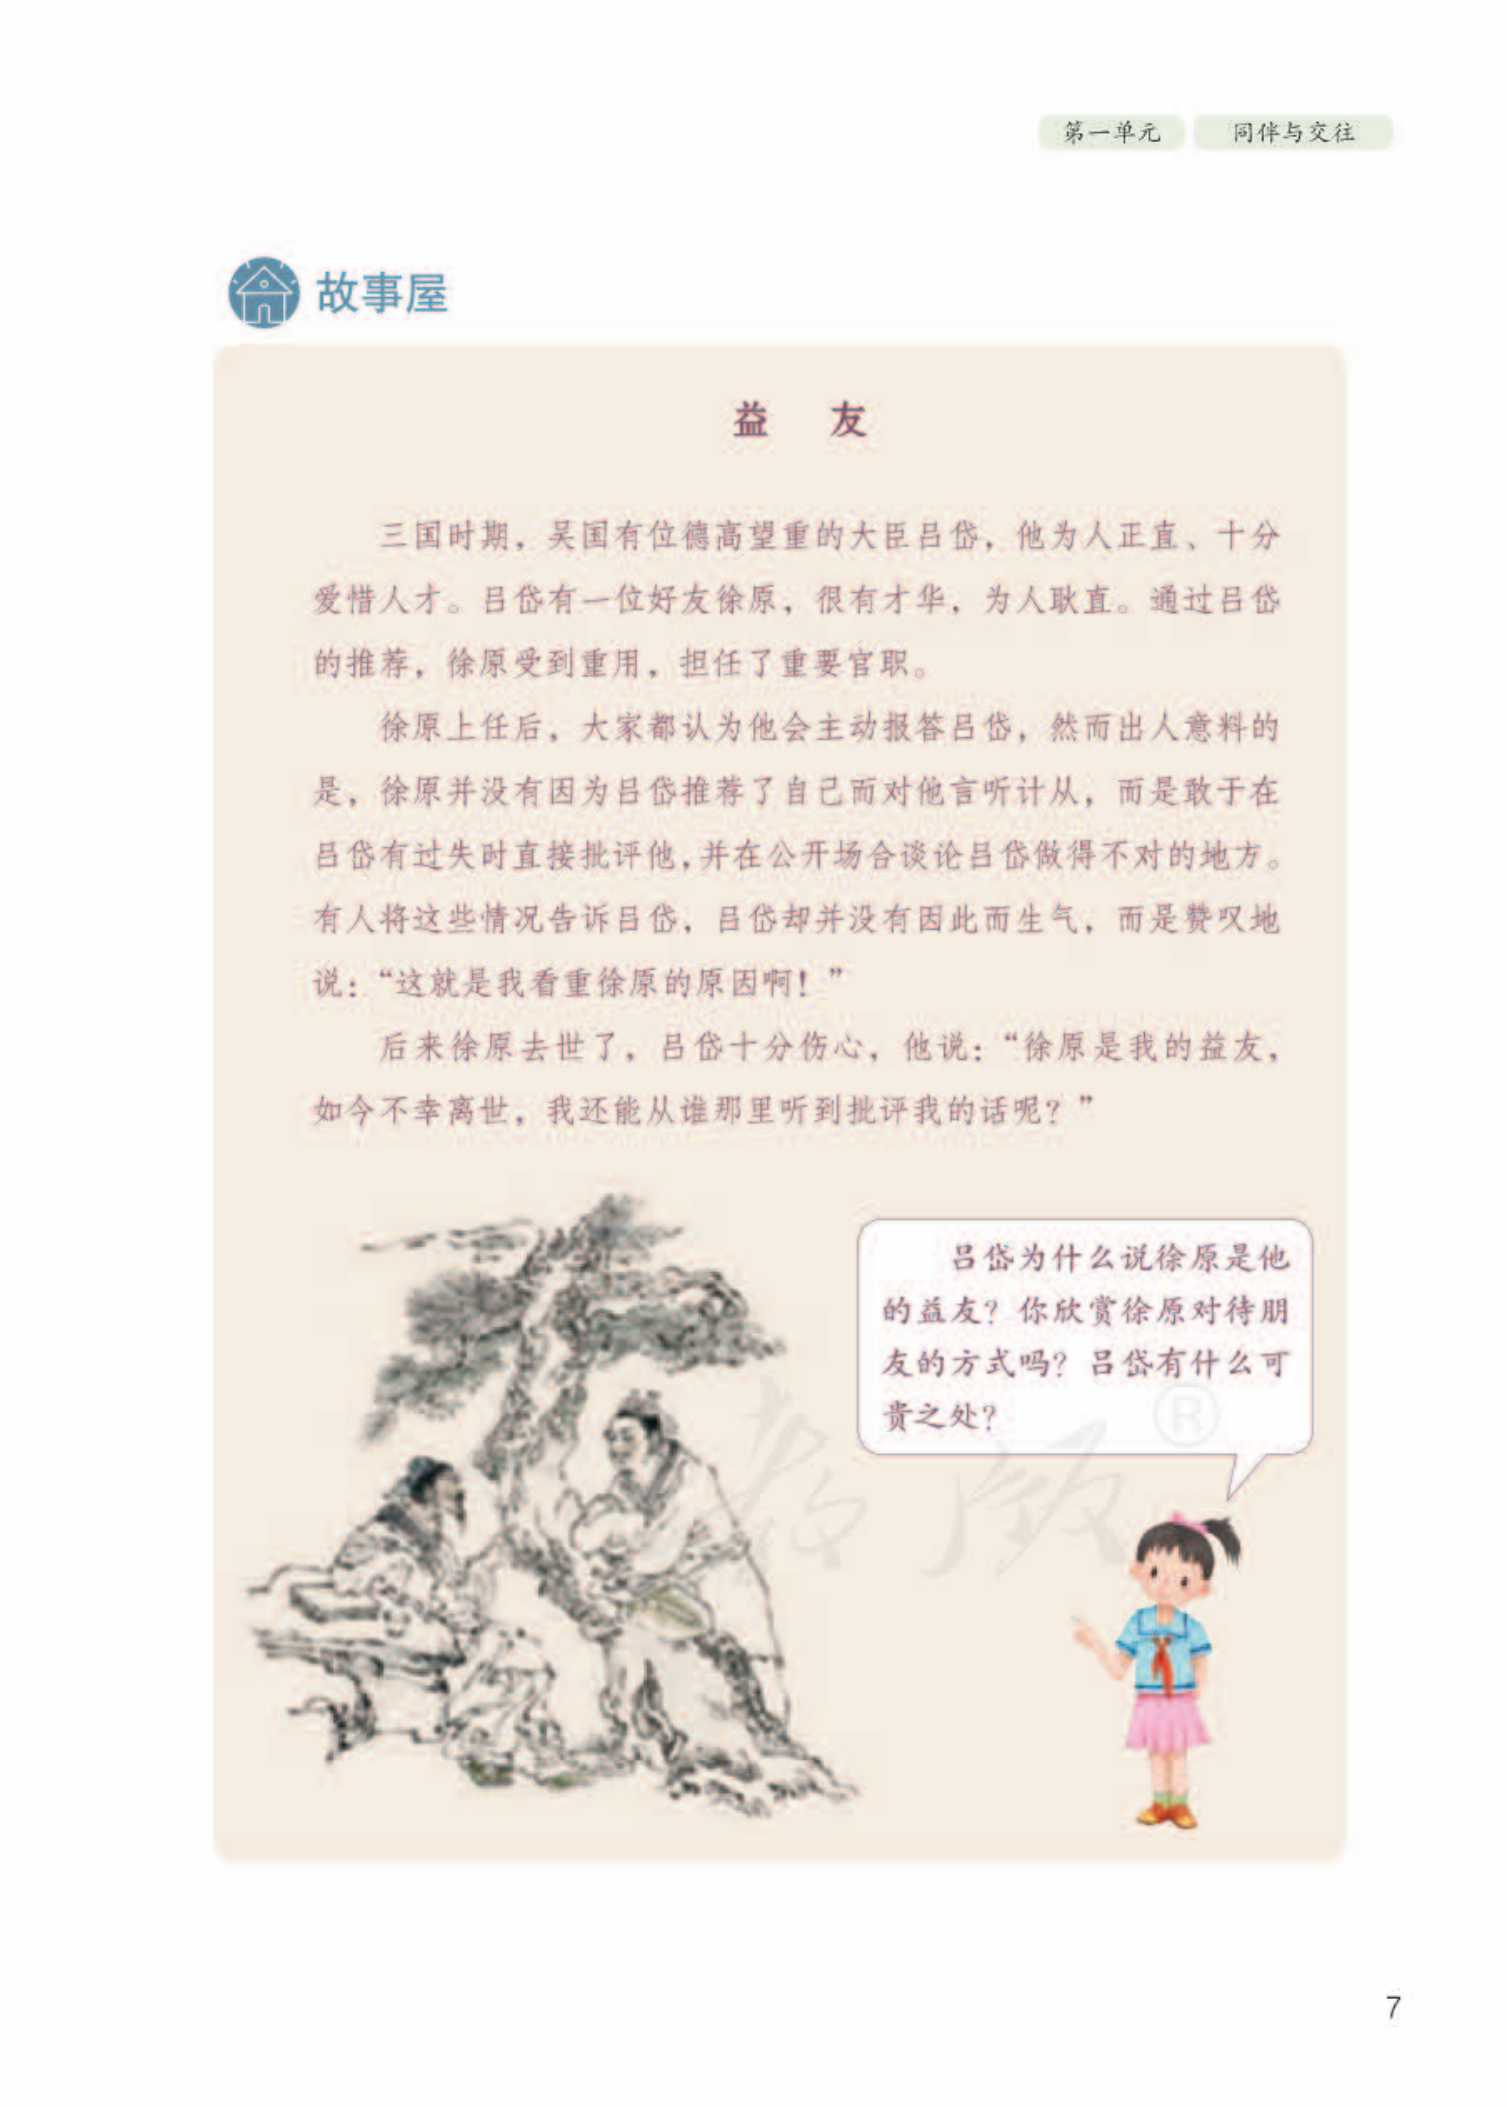 第一单元 同伴与交往
故事屋
益 友
三国时期，吴国有位德高望重的大臣吕岱，他为人正直、十分
爱惜人才。吕岱有一位好友徐原，很有才华，为人耿直。通过吕岱
的推荐，徐原受到重用，担任了重要官职。
徐原上任后，大家都认为他会主动报答吕岱，然而出人意料的
是，徐原并没有因为吕岱推荐了自己而对他言听计从，而是敢于在
吕岱有过失时直接批评他，并在公开场合谈论吕岱做得不对的地方。
有人将这些情况告诉吕岱，吕岱却并没有因此而生气，而是赞叹地
说：“这就是我看重徐原的原因啊！”
后来徐原去世了，吕岱十分伤心，他说：“徐原是我的益友，
如今不幸离世，我还能从谁那里听到批评我的话呢？”
吕岱为什么说徐原是他
的益友？你欣赏徐原对待朋
友的方式吗？吕岱有什么可
贵之处？
教版®
7